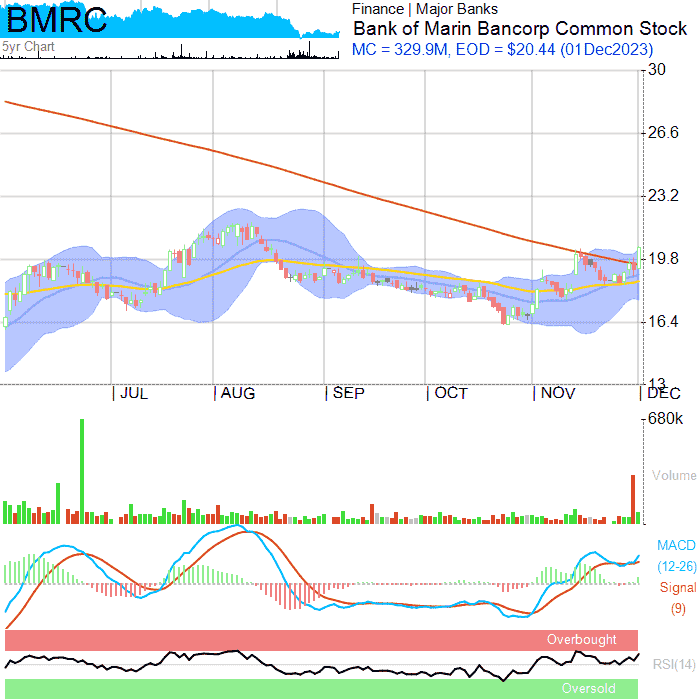 BMRC
Finance | Major Banks
Bank of Marin Bancorp Common Stock
5yr Chart
MC = 329.9M, EOD = $20.44 (01Dec2023)
30
26.6
23.2
19.8
16.4
13
JUL AUG SEP OCT NOV DEC
680k
Volume
MACD
(12-26)
Signal
(9)
Overbought
RSI(14)
Oversold